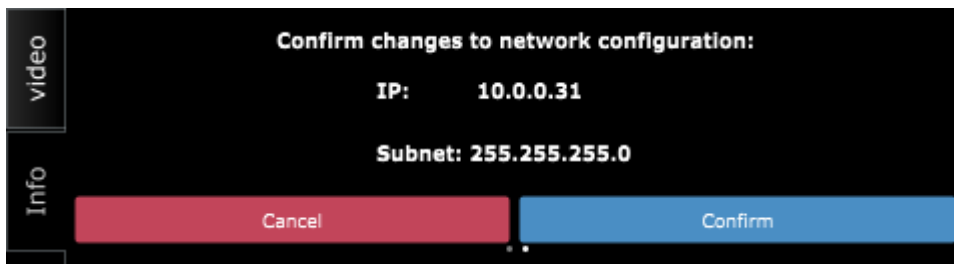 video
Info
Confirm changes to network configuration:
IP: 10.0.0.31
Subnet: 255.255.255.0
Cancel
Confirm